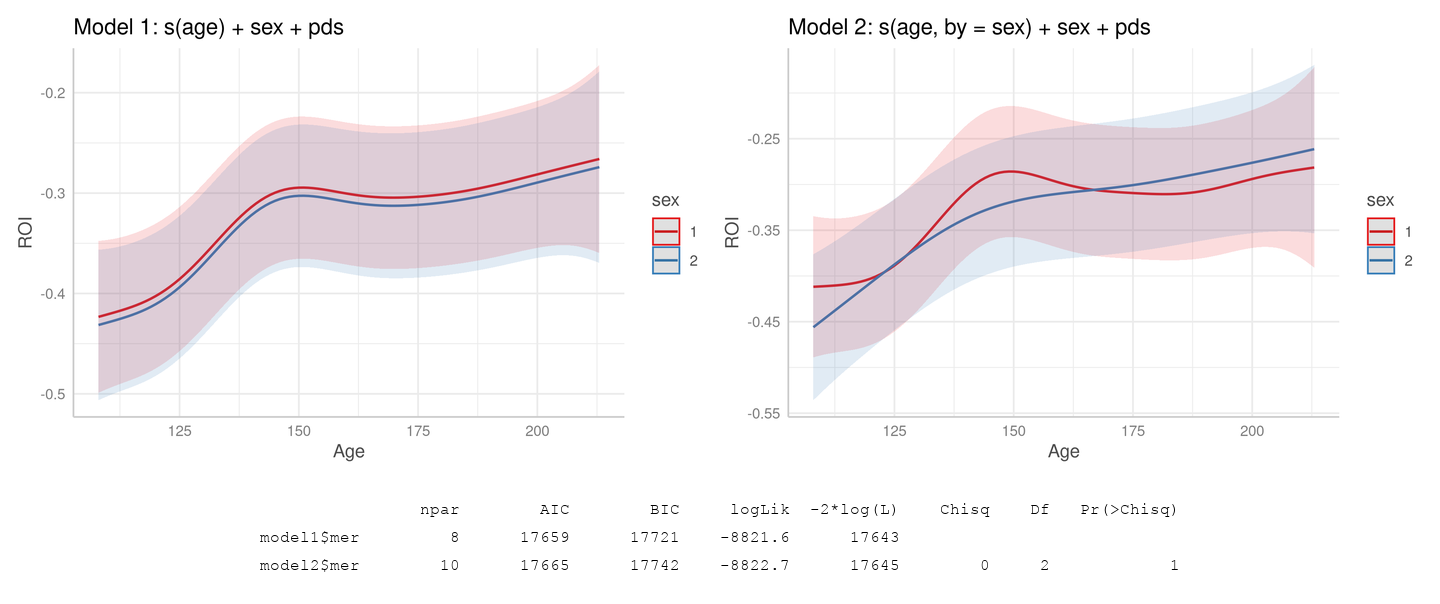 Model 1: s(age) + sex + pds
-0.2
-0.3
-0.4
-0.5
ROI
125 150 175 200
Age
sex
1
2
Model 2: s(age, by = sex) + sex + pds
-0.25
-0.35
-0.45
-0.55
ROI
125 150 175 200
Age
sex
1
2
npar AIC BIC logLik -2*log(L) Chisq Df Pr(>Chisq)
model1$mer 8 17659 17721 -8821.6 17643
model2$mer 10 17665 17742 -8822.7 17645 0 2 1